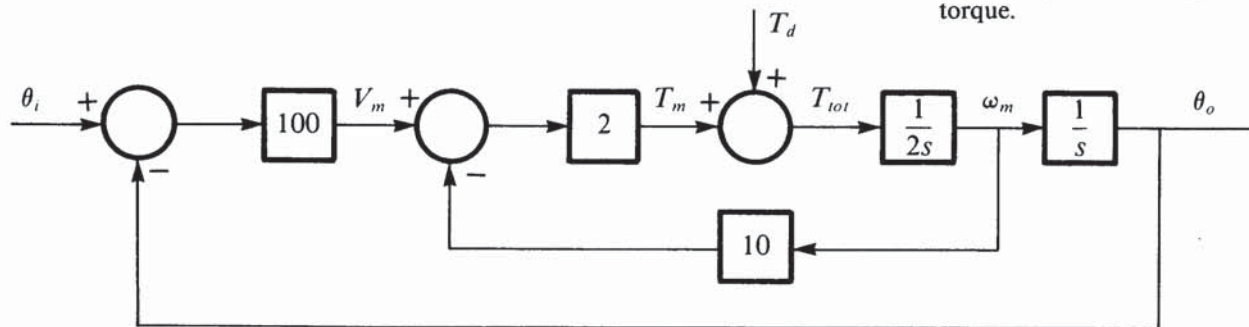 torque.
T_d
θ_i + − 100 V_m + − 2 T_m + + T_tot 1/2s ω_m 1/s θ_o
10